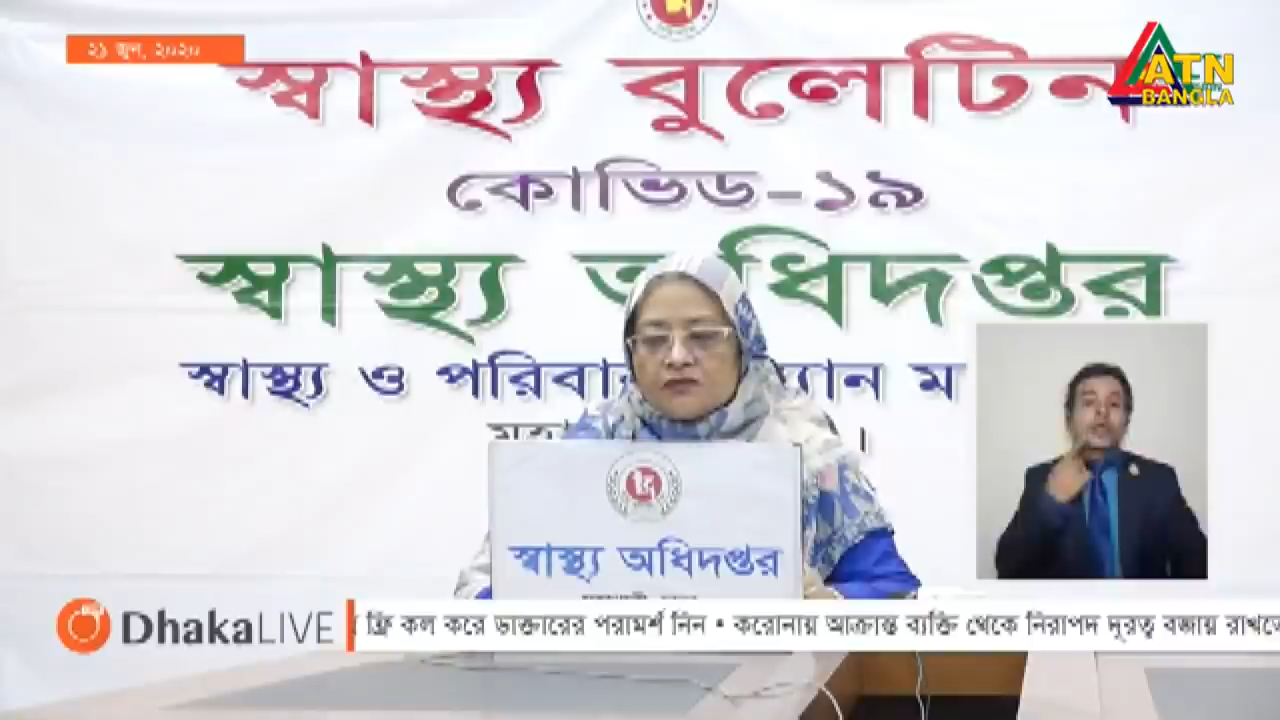 ২১ জুন, ২০২০
স্বাস্থ্য বুলেটিন
ATN
BANGLA
কোভিড-১৯
স্বাস্থ্য অধিদপ্তর
স্বাস্থ্য ও পরিবার ম
স্বাস্থ্য অধিদপ্তর
DhakaLIVE
ফ্রি কল করে ডাক্তারের পরামর্শ নিন • করোনায় আক্রান্ত ব্যক্তি থেকে নিরাপদ দূরত্ব বজায় রাখতে